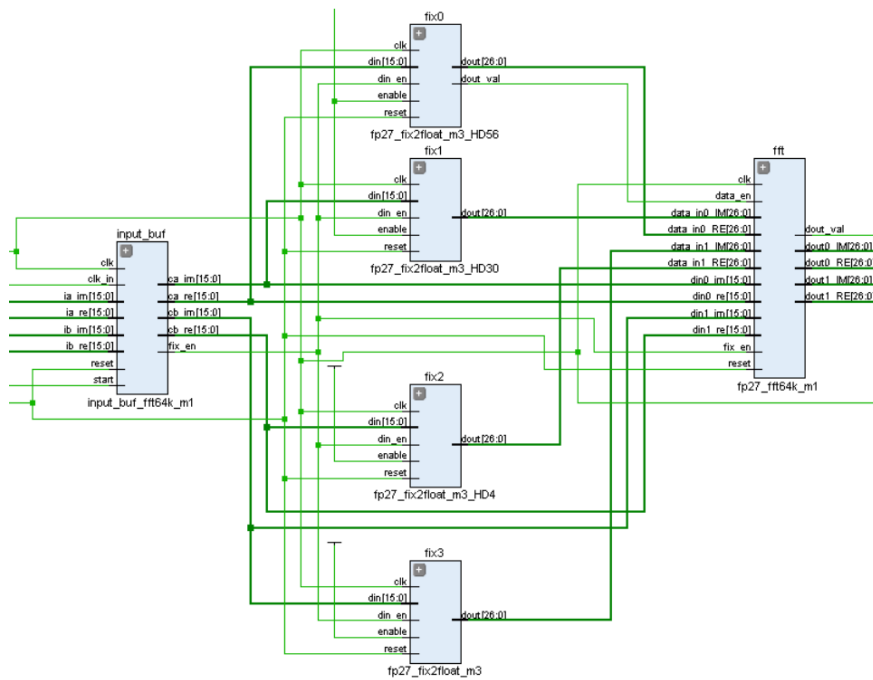 fix0
clk
din[15:0]
din_en
enable
reset
dout[26:0]
dout_val
fp27_fix2float_m3_HD56
fix1
clk
din[15:0]
din_en
enable
reset
dout[26:0]
fp27_fix2float_m3_HD30
input_buf
clk
clk_in
ia_im[15:0]
ia_re[15:0]
ib_im[15:0]
ib_re[15:0]
reset
start
ca_im[15:0]
ca_re[15:0]
cb_im[15:0]
cb_re[15:0]
fix_en
input_buf_fft64k_m1
fix2
clk
din[15:0]
din_en
enable
reset
dout[26:0]
fp27_fix2float_m3_HD4
fix3
clk
din[15:0]
din_en
enable
reset
dout[26:0]
fp27_fix2float_m3
fft
clk
data_en
data_in0_IM[26:0]
data_in0_RE[26:0]
data_in1_IM[26:0]
data_in1_RE[26:0]
din0_im[15:0]
din0_re[15:0]
din1_im[15:0]
din1_re[15:0]
fix_en
reset
dout_val
dout0_IM[26:0]
dout0_RE[26:0]
dout1_IM[26:0]
dout1_RE[26:0]
fp27_fft64k_m1